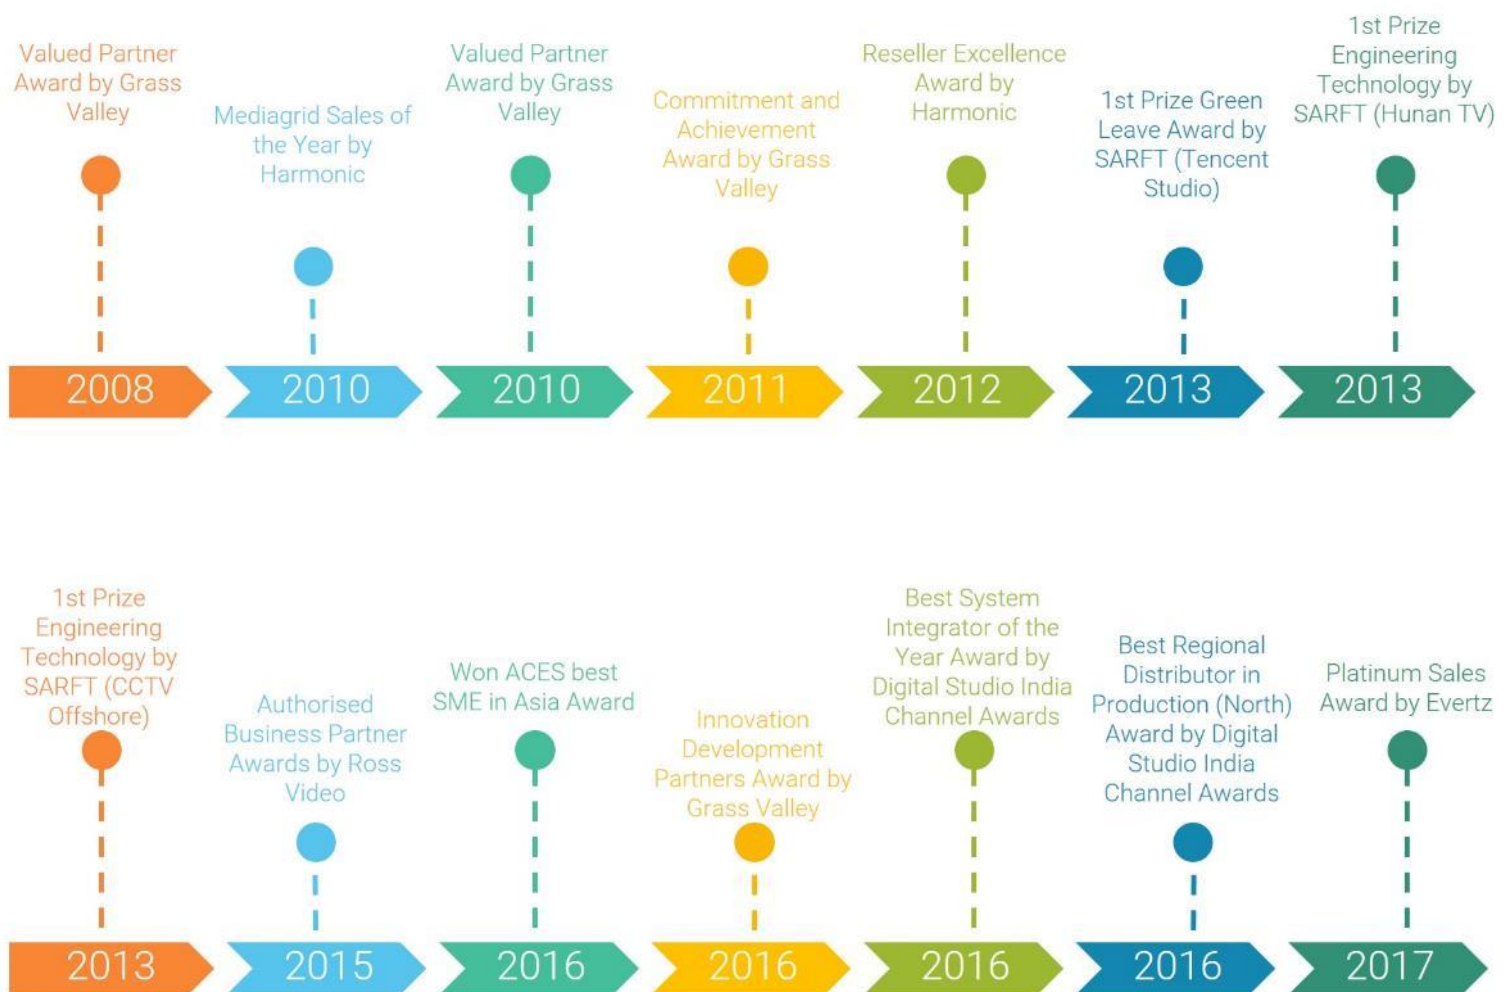 Valued Partner
Award by Grass
Valley
Mediagrid Sales of
the Year by
Harmonic
Valued Partner
Award by Grass
Valley
Commitment and
Achievement
Award by Grass
Valley
Reseller Excellence
Award by
Harmonic
1st Prize Green
Leave Award by
SARFT (Tencent
Studio)
1st Prize
Engineering
Technology by
SARFT (Hunan TV)
2008
2010
2010
2011
2012
2013
2013
1st Prize
Engineering
Technology by
SARFT (CCTV
Offshore)
Authorised
Business Partner
Awards by Ross
Video
Won ACES best
SME in Asia Award
Innovation
Development
Partners Award by
Grass Valley
Best System
Integrator of the
Year Award by
Digital Studio India
Channel Awards
Best Regional
Distributor in
Production (North)
Award by Digital
Studio India
Channel Awards
Platinum Sales
Award by Evertz
2013
2015
2016
2016
2016
2016
2017